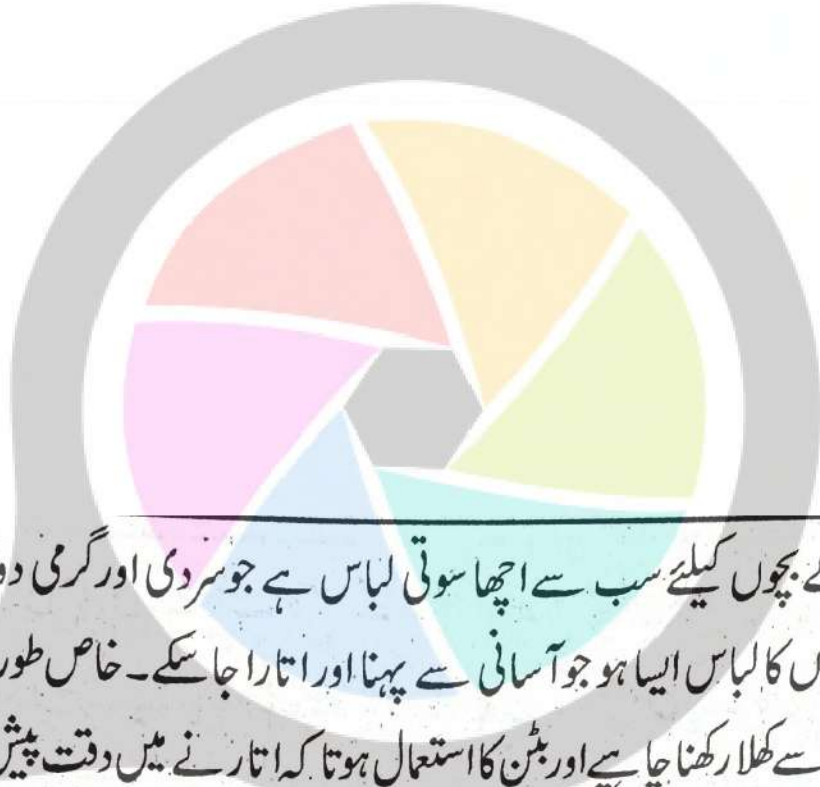 بچوں کیلئے سب سے اچھا سوتی لباس ہے جو سردی اور گرمی
کا لباس ایسا ہو جو آسانی سے پہنا اور اتارا جا سکے۔ خاص طور
سے کھلا رکھنا چاہیے اور بٹن کا استعمال ہو تا کہ اتارنے میں دقت پیش